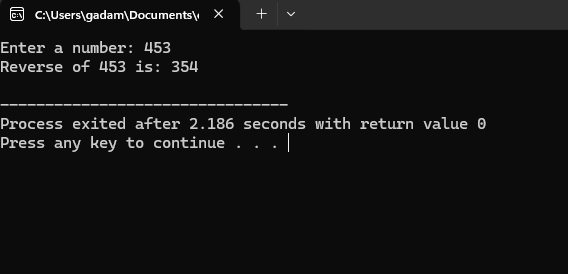 C:\Users\gadam\Documents\
Enter a number: 453
Reverse of 453 is: 354
--------------------------------
Process exited after 2.186 seconds with return value 0
Press any key to continue . . .